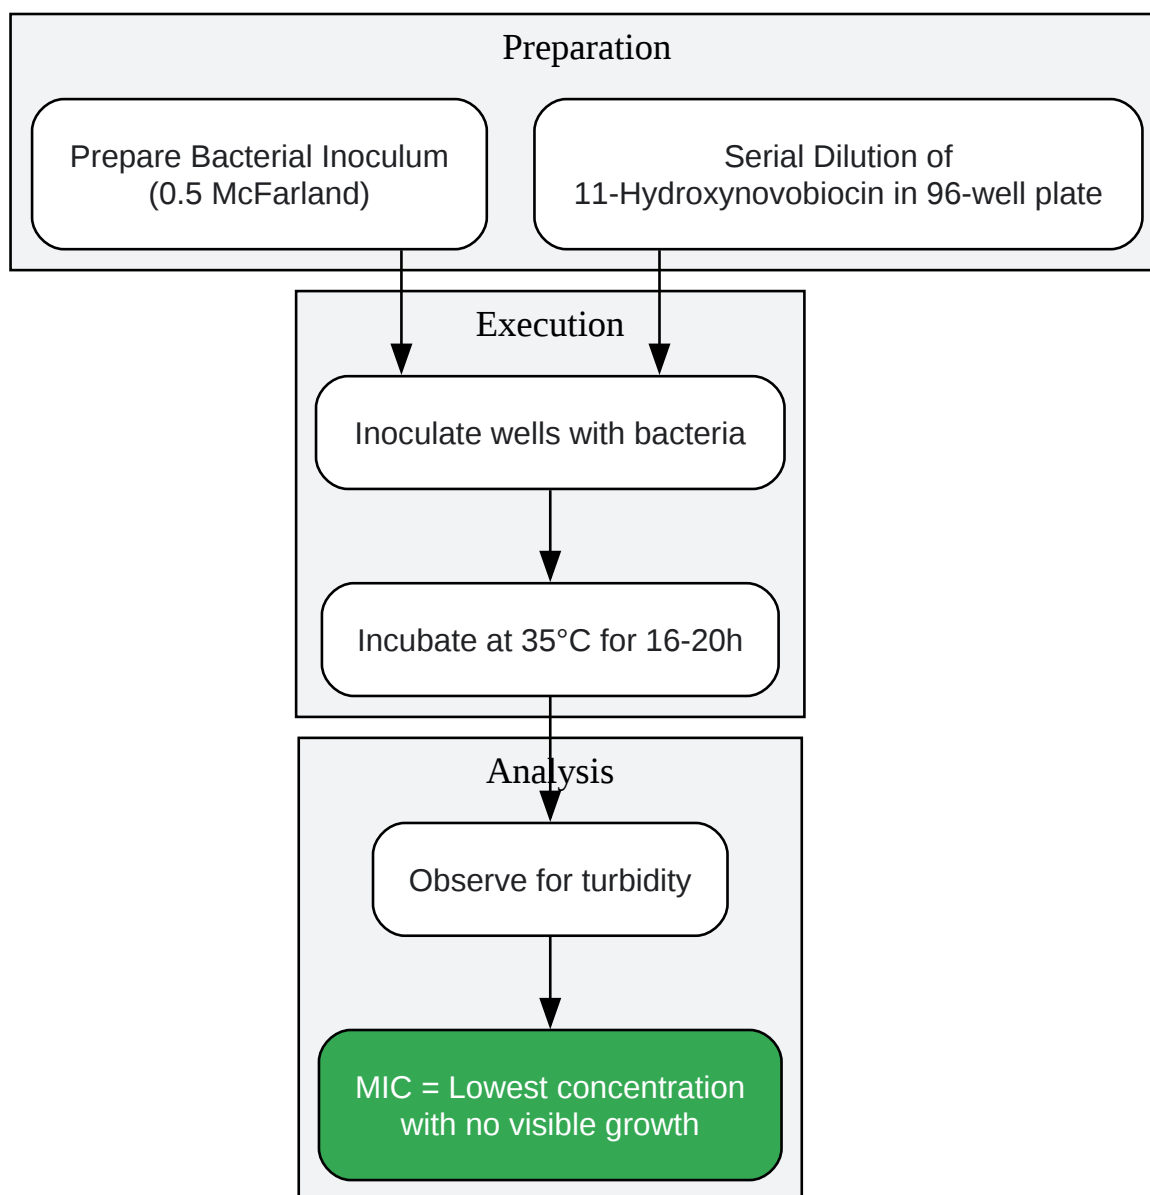 Preparation
Prepare Bacterial Inoculum
(0.5 McFarland)
Serial Dilution of
11-Hydroxynovobiocin in 96-well plate
Execution
Inoculate wells with bacteria
Incubate at 35°C for 16-20h
Analysis
Observe for turbidity
MIC = Lowest concentration
with no visible growth